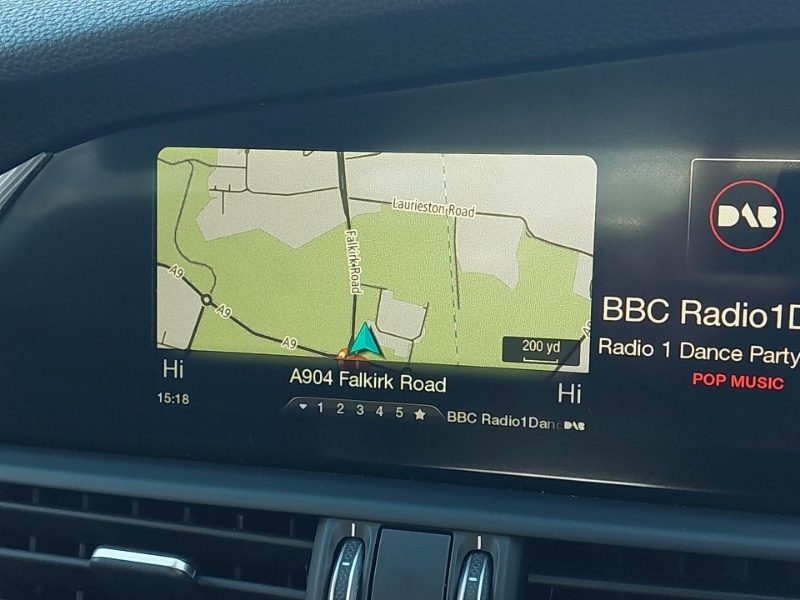 Laurieston Road
Falkirk Road
A9
A9
A9
200 yd
Hi
A904 Falkirk Road
Hi
15:18
1 2 3 4 5
BBC Radio1Dan
DAB
DAB
BBC Radio1D
Radio 1 Dance Party
POP MUSIC